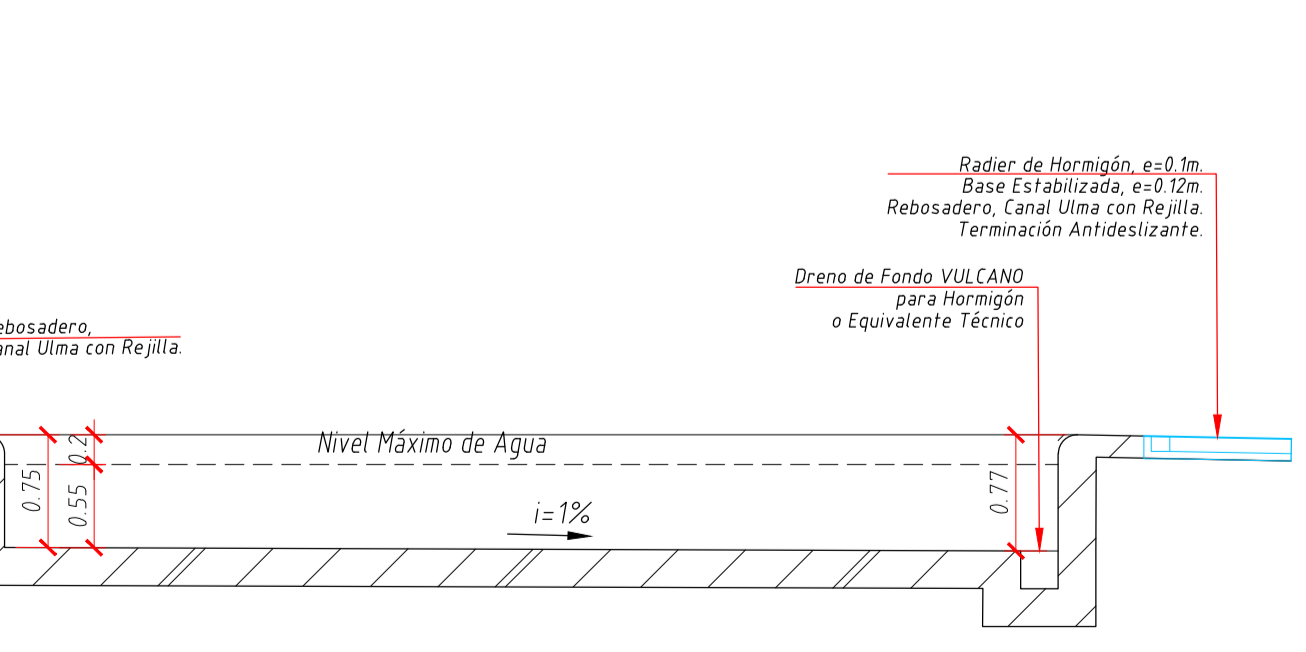 Radier de Hormigón, e=0.1m.
Base Estabilizada, e=0.12m.
Rebosadero, Canal Ulma con Rejilla.
Terminación Antideslizante.
Dreno de Fondo VULCANO
para Hormigón
o Equivalente Técnico
ebosadero,
anal Ulma con Rejilla.
Nivel Máximo de Agua
0.2
0.75
0.55
0.77
i=1%